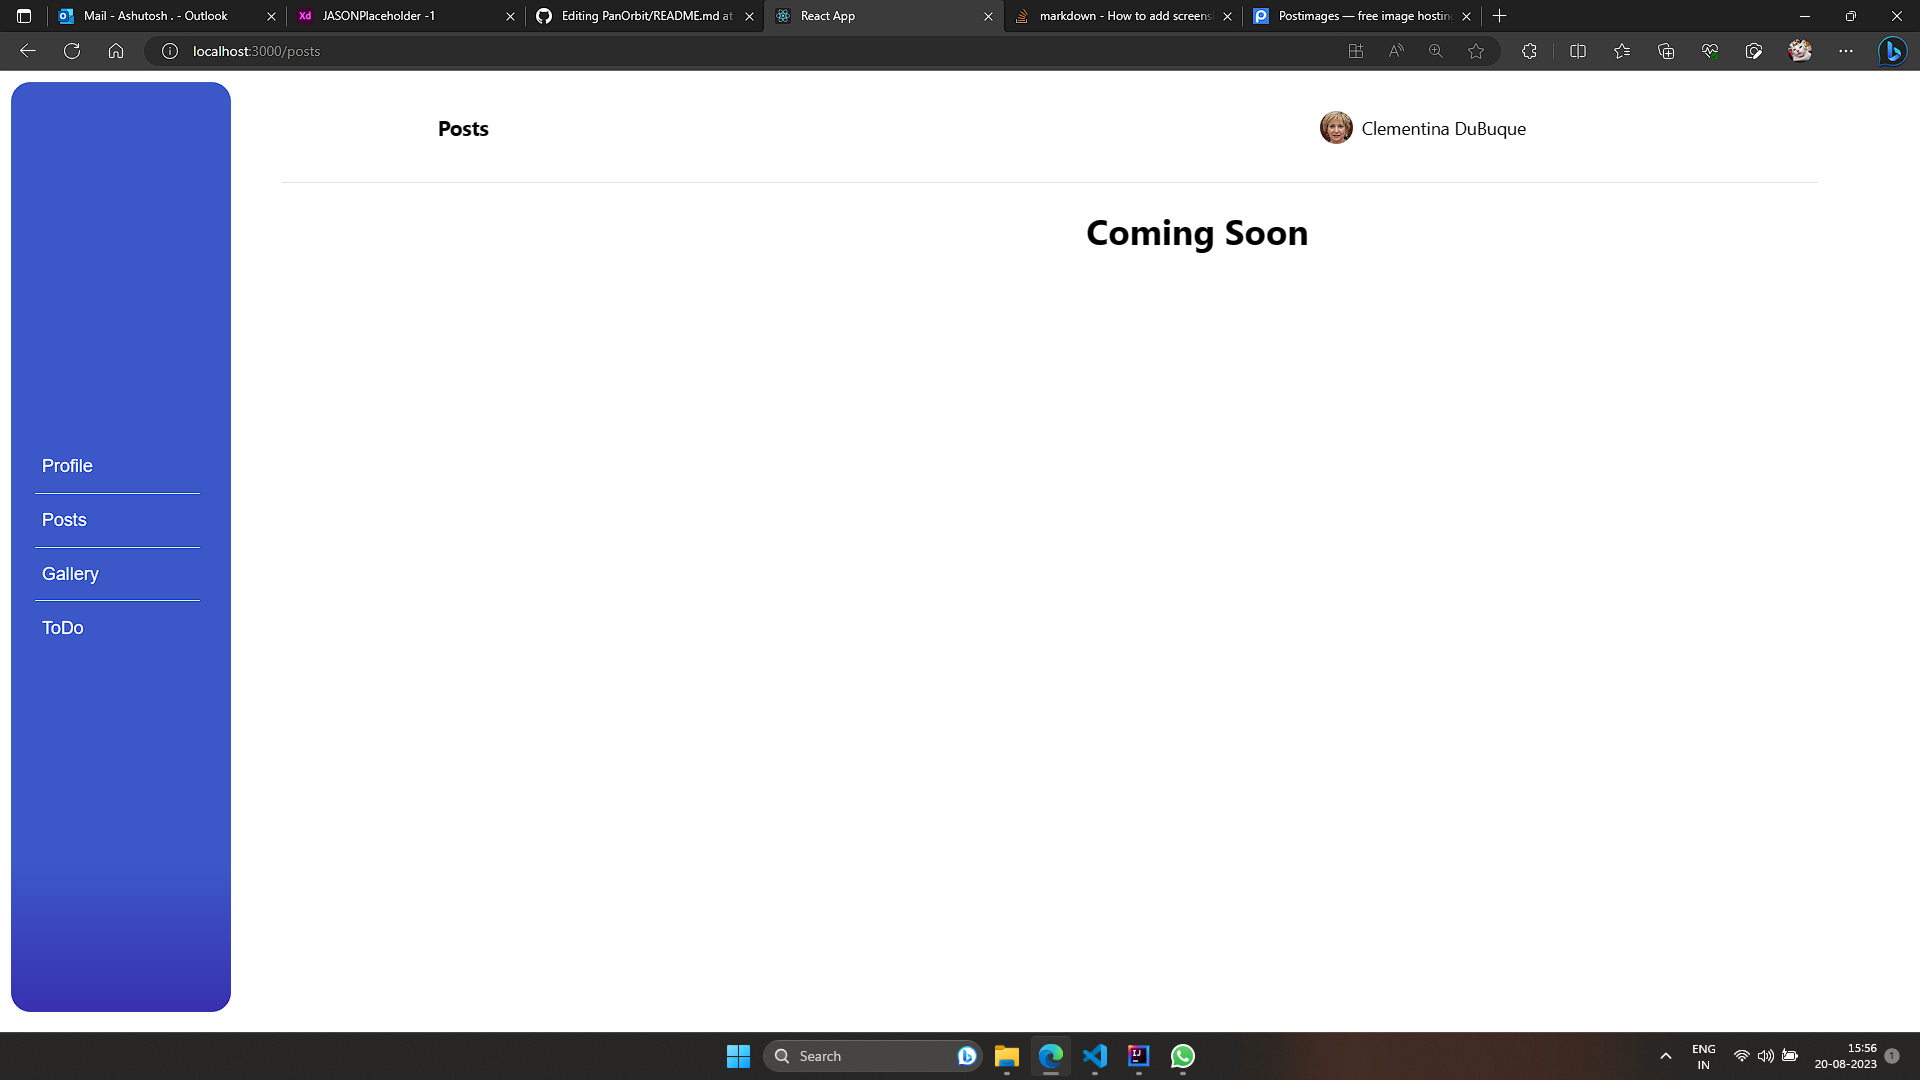 Mail - Ashutosh . - Outlook
JASONPlaceholder -1
Editing PanOrbit/README.md at
React App
markdown - How to add screens
Postimages — free image hosting
localhost:3000/posts
Posts
Clementina DuBuque
Coming Soon
Profile
Posts
Gallery
ToDo
Search
ENG
IN
15:56
20-08-2023
1